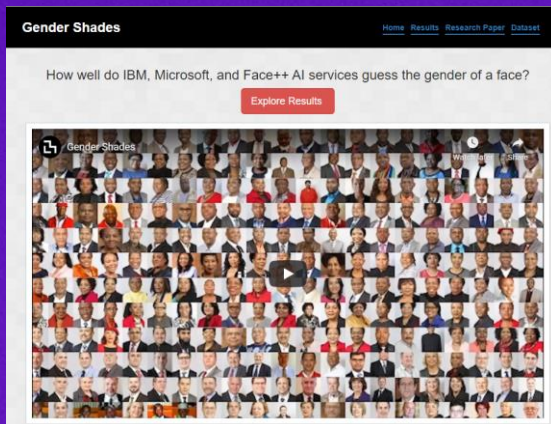 Gender Shades
Home Results Research Paper Dataset
How well do IBM, Microsoft, and Face++ AI services guess the gender of a face?
Explore Results
Gender Shades
Watch later Share